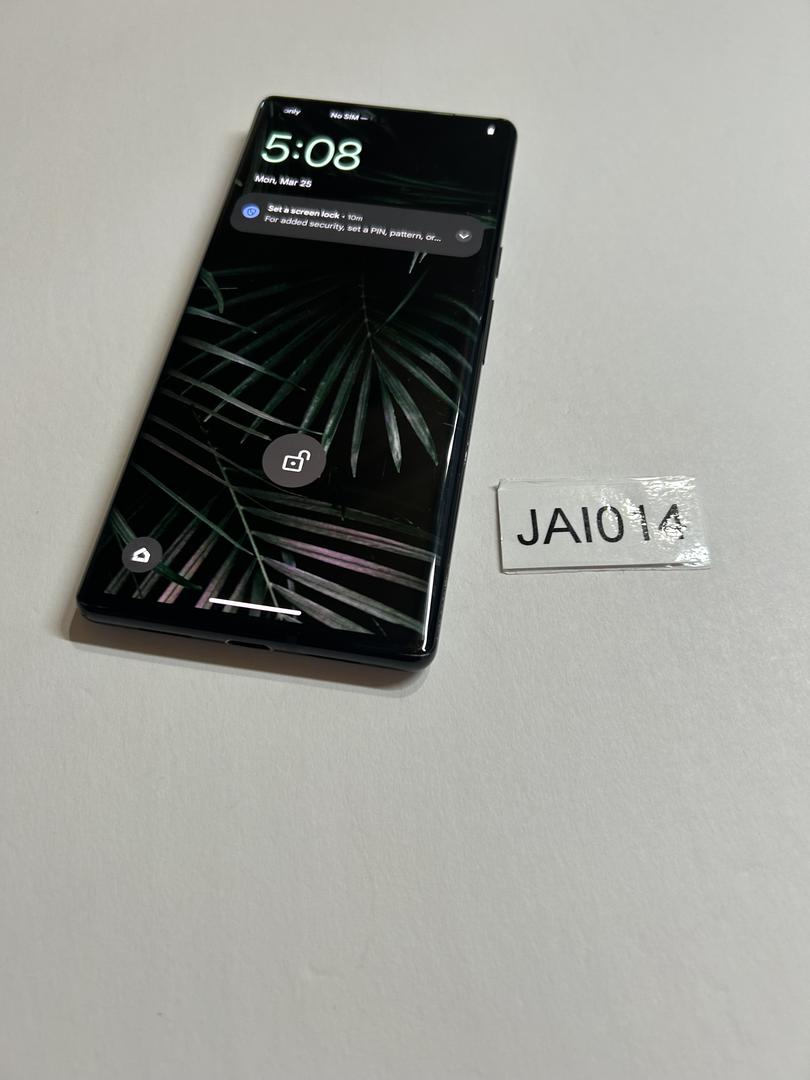 only No SIM —
5:08
Mon, Mar 25
Set a screen lock • 10m
For added security, set a PIN, pattern, or...
JAI014